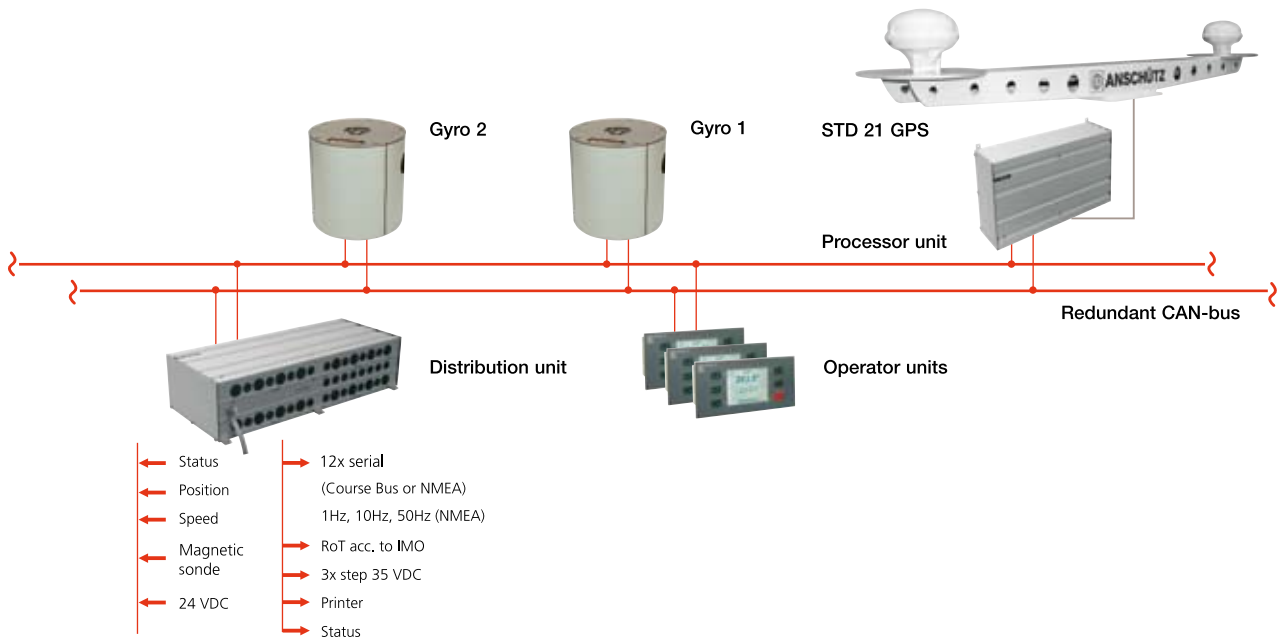 ANSCHÜTZ
Gyro 2
Gyro 1
STD 21 GPS
Processor unit
Redundant CAN-bus
Distribution unit
Operator units
Status
Position
Speed
Magnetic
sonde
24 VDC
12x serial
(Course Bus or NMEA)
1Hz, 10Hz, 50Hz (NMEA)
RoT acc. to IMO
3x step 35 VDC
Printer
Status